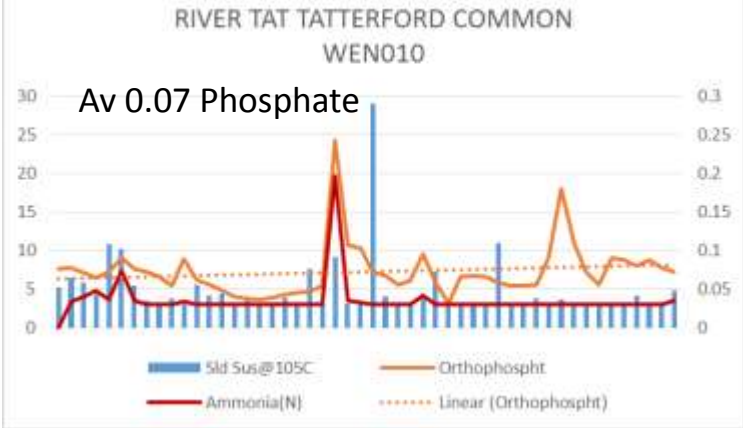 RIVER TAT TATTERFORD COMMON
WEN010
Av 0.07 Phosphate
30 0.3
25 0.25
20 0.2
15 0.15
10 0.1
5 0.05
0 0
Sld Sus@105C Orthophospht
Ammonia(N) Linear (Orthophospht)